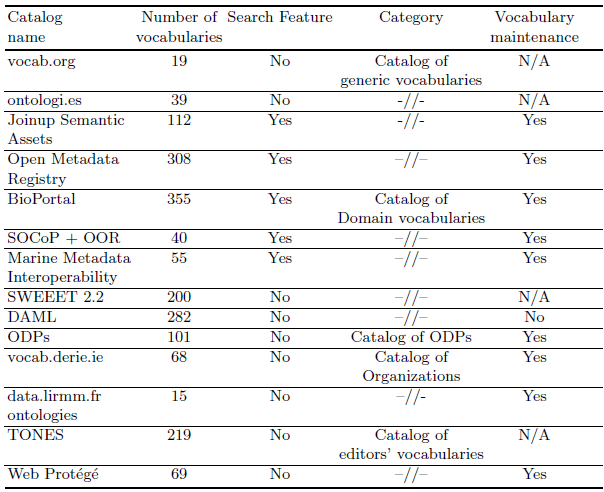 Catalog Number of Search Feature Category Vocabulary
name vocabularies maintenance
vocab.org 19 No Catalog of N/A
generic vocabularies
ontologi.es 39 No -//- N/A
Joinup Semantic 112 Yes -//- Yes
Assets
Open Metadata 308 Yes –//– Yes
Registry
BioPortal 355 Yes Catalog of Yes
Domain vocabularies
SOCoP + OOR 40 Yes –//– Yes
Marine Metadata 55 Yes –//– Yes
Interoperability
SWEEET 2.2 200 No –//– N/A
DAML 282 No –//– No
ODPs 101 No Catalog of ODPs Yes
vocab.derie.ie 68 No Catalog of Yes
Organizations
data.lirmm.fr 15 No –//- Yes
ontologies
TONES 219 No Catalog of N/A
editors' vocabularies
Web Protégé 69 No –//– Yes